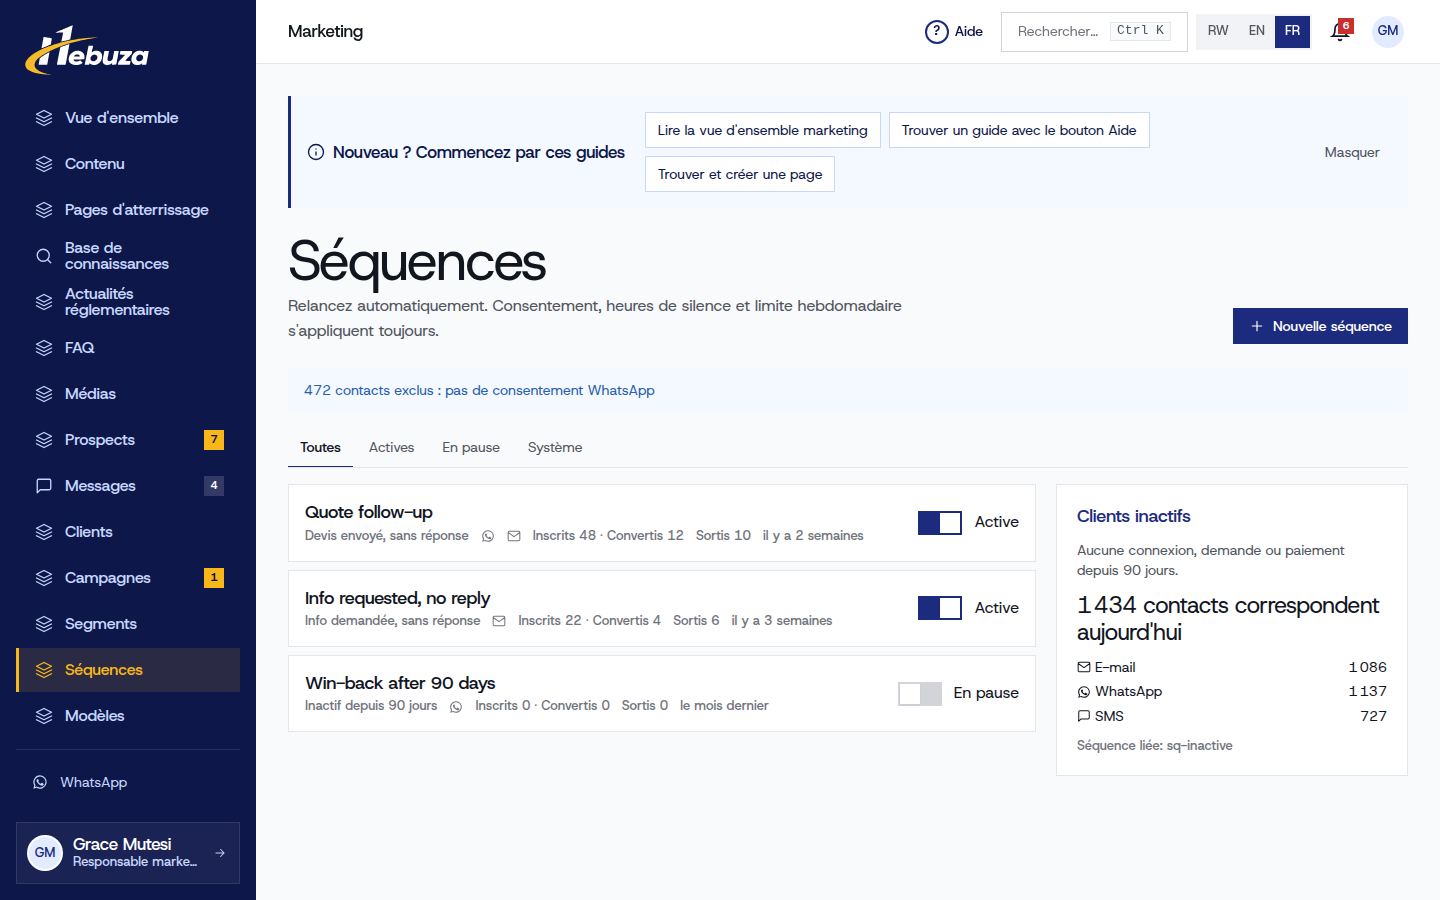 Hebuza
Vue d'ensemble
Contenu
Pages d'atterrissage
Base de
connaissances
Actualités
réglementaires
FAQ
Médias
Prospects 7
Messages 4
Clients
Campagnes 1
Segments
Séquences
Modèles
WhatsApp
GM Grace Mutesi
Responsable marke...
Marketing
? Aide
Rechercher... Ctrl K
RW EN FR
6
GM
Nouveau ? Commencez par ces guides
Lire la vue d'ensemble marketing
Trouver un guide avec le bouton Aide
Trouver et créer une page
Masquer
Séquences
Relancez automatiquement. Consentement, heures de silence et limite hebdomadaire
s'appliquent toujours.
Nouvelle séquence
472 contacts exclus : pas de consentement WhatsApp
Toutes Actives En pause Système
Quote follow-up
Devis envoyé, sans réponse Inscrits 48 · Convertis 12 Sortis 10 il y a 2 semaines
Active
Info requested, no reply
Info demandée, sans réponse Inscrits 22 · Convertis 4 Sortis 6 il y a 3 semaines
Active
Win-back after 90 days
Inactif depuis 90 jours Inscrits 0 · Convertis 0 Sortis 0 le mois dernier
En pause
Clients inactifs
Aucune connexion, demande ou paiement
depuis 90 jours.
1 434 contacts correspondent
aujourd'hui
E-mail 1 086
WhatsApp 1 137
SMS 727
Séquence liée: sq-inactive